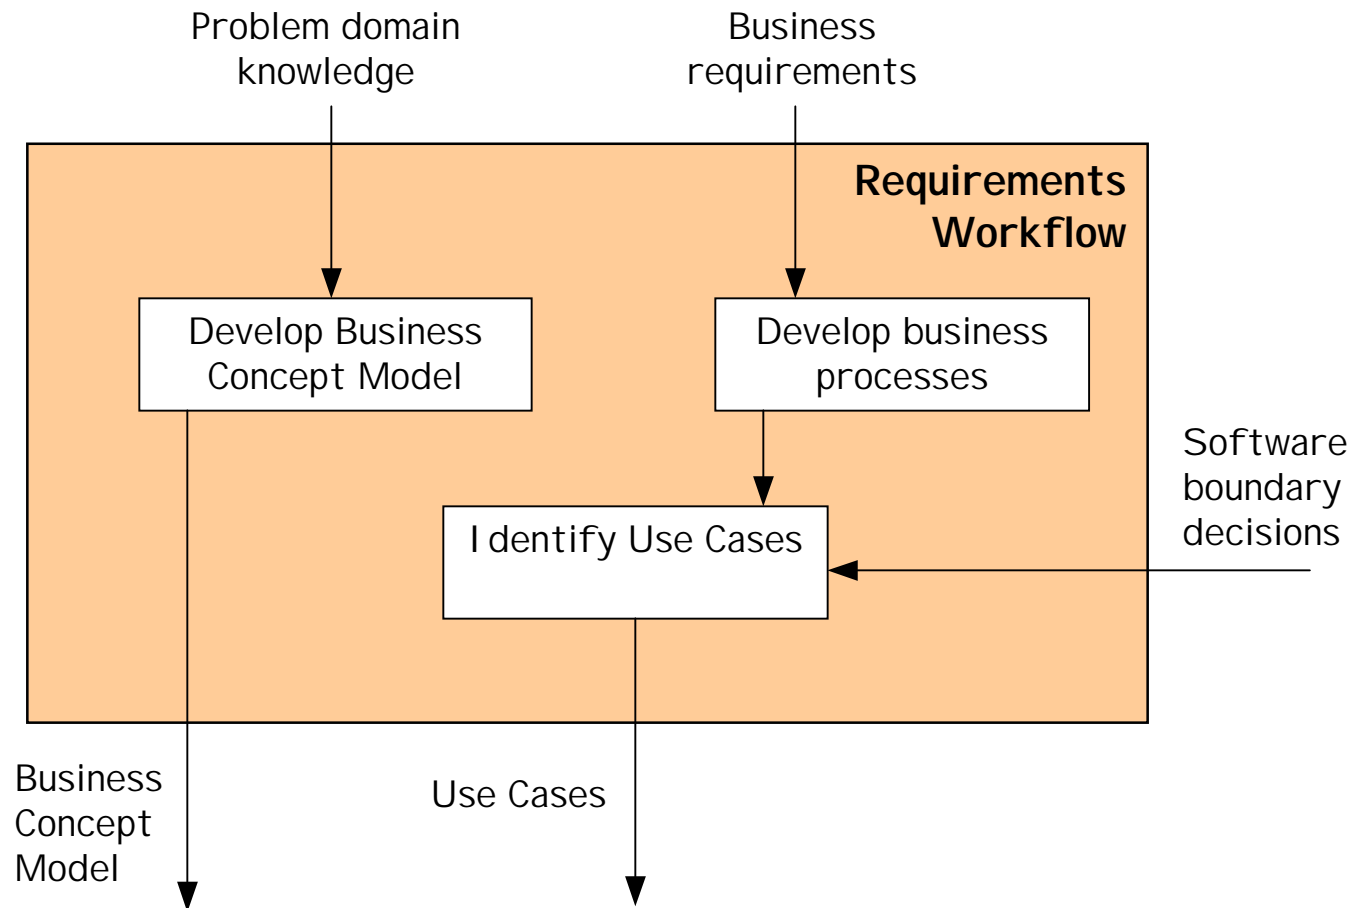 Problem domain
knowledge
Business
requirements
Requirements
Workflow
Develop Business
Concept Model
Develop business
processes
Software
boundary
decisions
Identify Use Cases
Business
Concept
Model
Use Cases